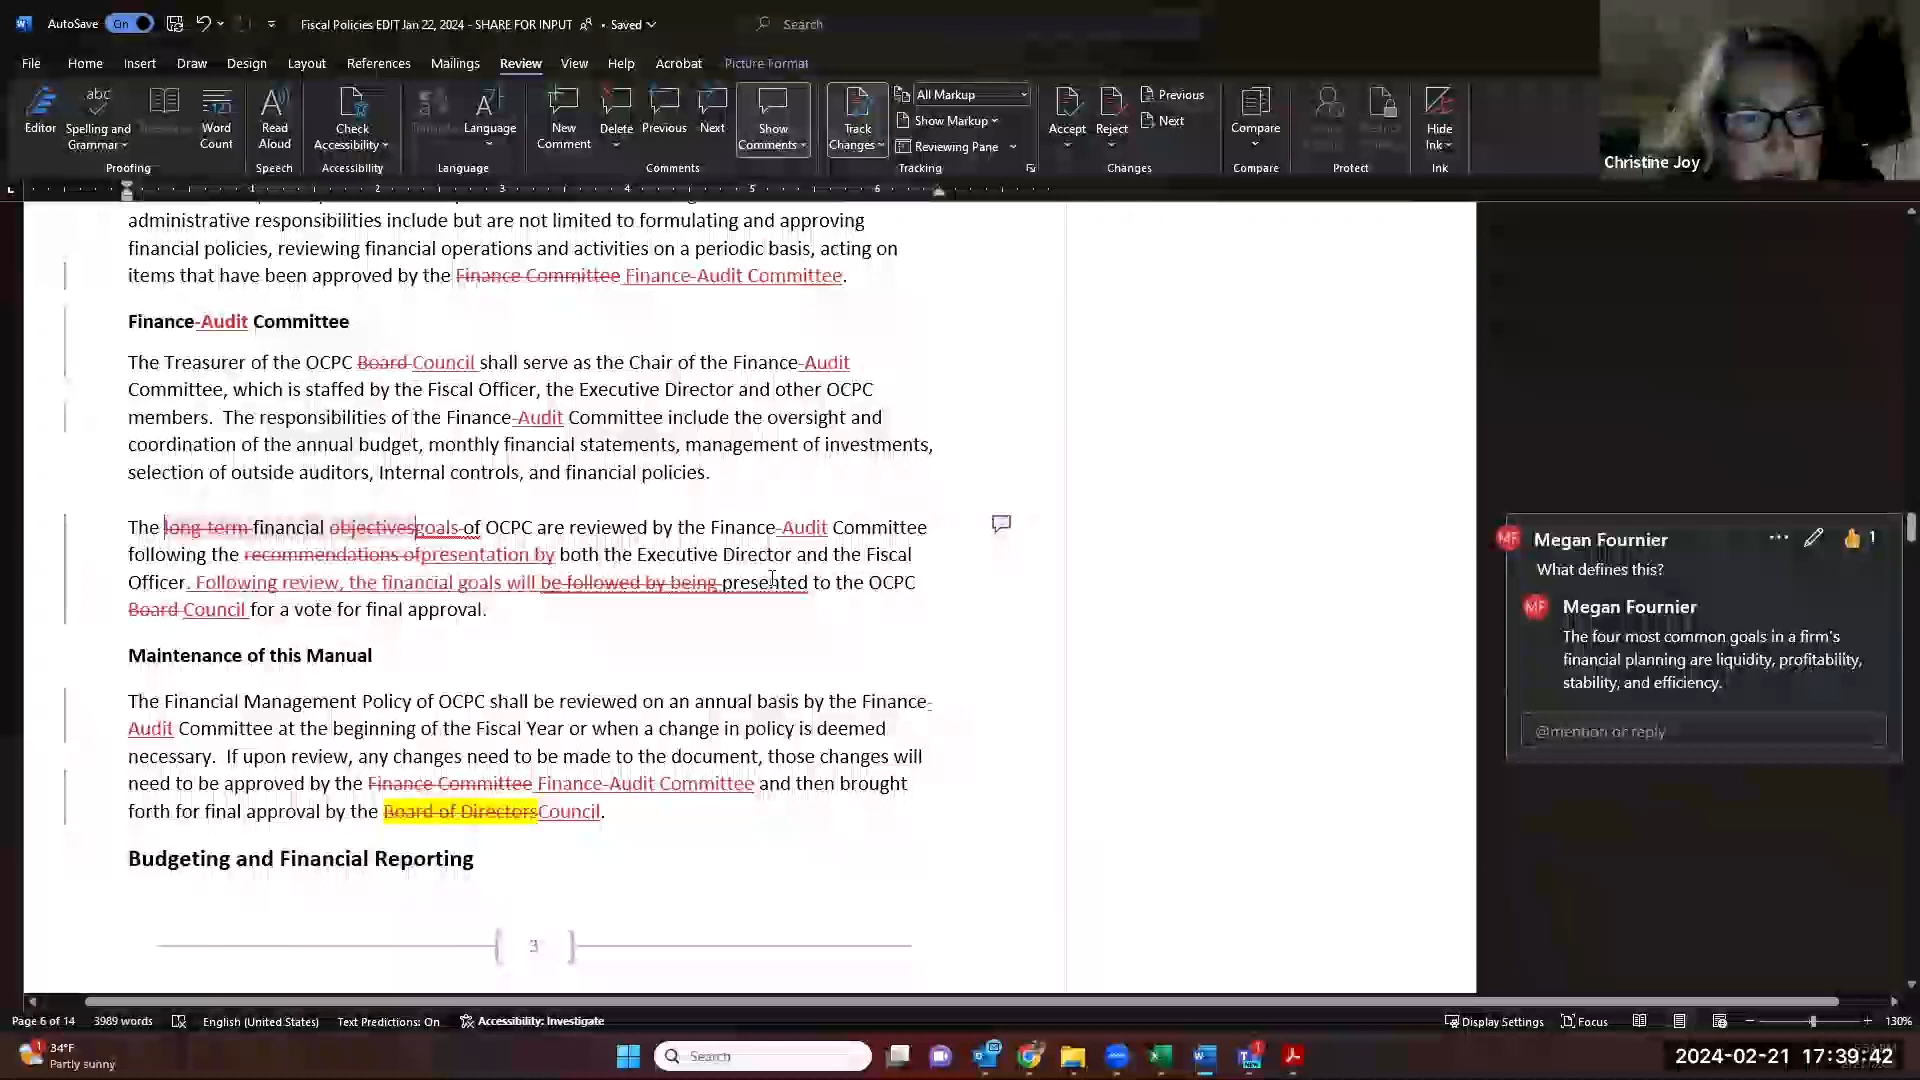 AutoSave On Fiscal Policies EDIT Jan 22, 2024 - SHARE FOR INPUT • Saved Search
File Home Insert Draw Design Layout References Mailings Review View Help Acrobat Picture Format
Editor Spelling and Grammar Word Count Read Aloud Check Accessibility Language New Comment Delete Previous Next Show Comments Track Changes All Markup Show Markup Reviewing Pane Accept Reject Previous Next Compare Hide Ink
Proofing Speech Accessibility Language Comments Tracking Changes Compare Protect Ink
Christine Joy
1 2 3 4 5 6
administrative responsibilities include but are not limited to formulating and approving
financial policies, reviewing financial operations and activities on a periodic basis, acting on
items that have been approved by the Finance Committee Finance-Audit Committee.
Finance-Audit Committee
The Treasurer of the OCPC Board Council shall serve as the Chair of the Finance-Audit
Committee, which is staffed by the Fiscal Officer, the Executive Director and other OCPC
members. The responsibilities of the Finance-Audit Committee include the oversight and
coordination of the annual budget, monthly financial statements, management of investments,
selection of outside auditors, Internal controls, and financial policies.
The long-term financial objectivesgoals of OCPC are reviewed by the Finance-Audit Committee
following the recommendations ofpresentation by both the Executive Director and the Fiscal
Officer. Following review, the financial goals will be followed by being presented to the OCPC
Board Council for a vote for final approval.
Maintenance of this Manual
The Financial Management Policy of OCPC shall be reviewed on an annual basis by the Finance-
Audit Committee at the beginning of the Fiscal Year or when a change in policy is deemed
necessary. If upon review, any changes need to be made to the document, those changes will
need to be approved by the Finance Committee Finance-Audit Committee and then brought
forth for final approval by the Board of DirectorsCouncil.
Budgeting and Financial Reporting
3
MF Megan Fournier 1
What defines this?
MF Megan Fournier
The four most common goals in a firm's
financial planning are liquidity, profitability,
stability, and efficiency.
@mention or reply
Page 6 of 14 3989 words English (United States) Text Predictions: On Accessibility: Investigate Display Settings Focus 130%
34°F
Partly sunny
Search
2024-02-21 17:39:42